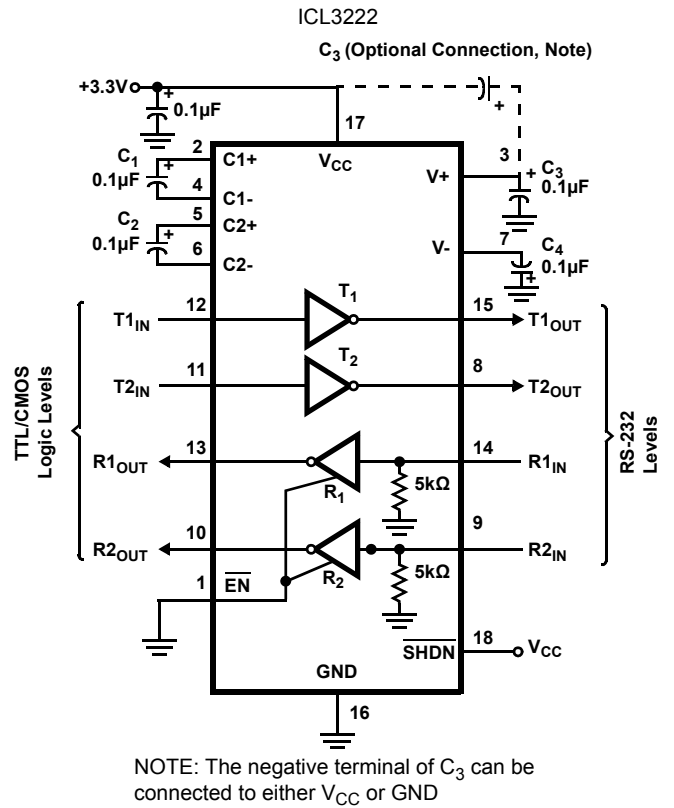 ICL3222
C3 (Optional Connection, Note)
+3.3V
+
0.1µF
17
+
2
C1+
VCC
3
+
C3
0.1µF
C1
0.1µF
+
V+
4
C1-
5
C2+
C2
0.1µF
+
V-
7
C4
0.1µF
+
6
C2-
T1
T1IN
12
15
T1OUT
T2
T2IN
11
8
T2OUT
TTL/CMOS
Logic Levels
RS-232
Levels
R1OUT
13
14
R1IN
R1
5kΩ
R2OUT
10
9
R2IN
R2
5kΩ
1
EN
SHDN
18
VCC
GND
16
NOTE: The negative terminal of C3 can be
connected to either VCC or GND